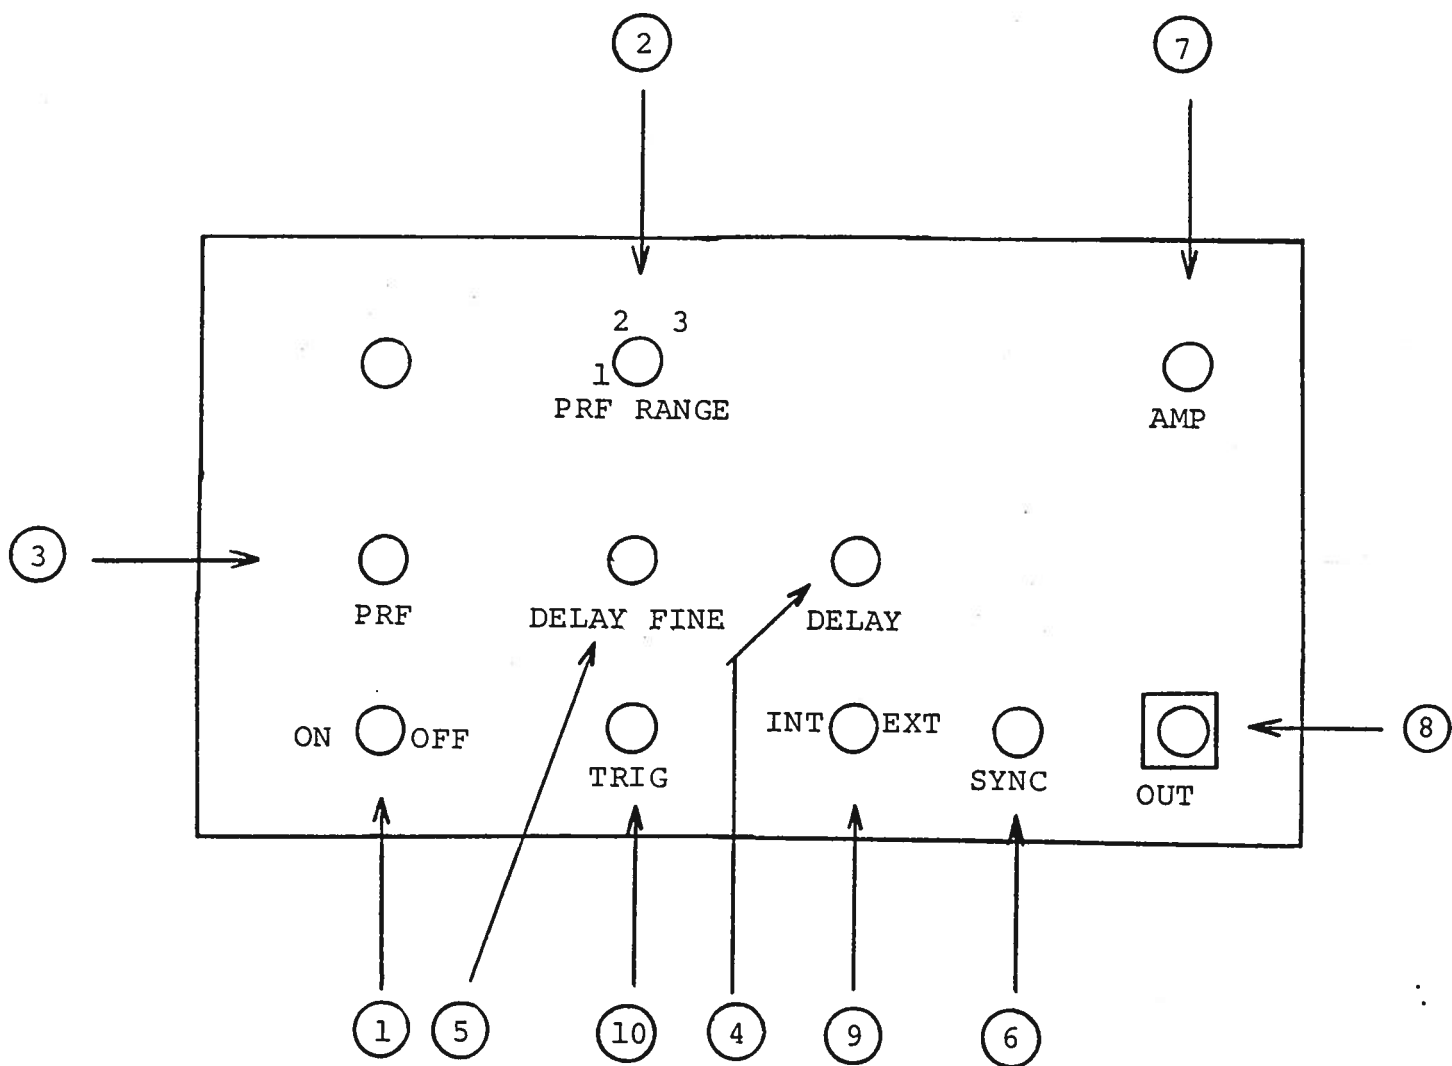 2
7
2 3
1
PRF RANGE
AMP
3
PRF
DELAY FINE
DELAY
ON OFF
TRIG
INT EXT
SYNC
OUT
8
1
5
10
4
9
6